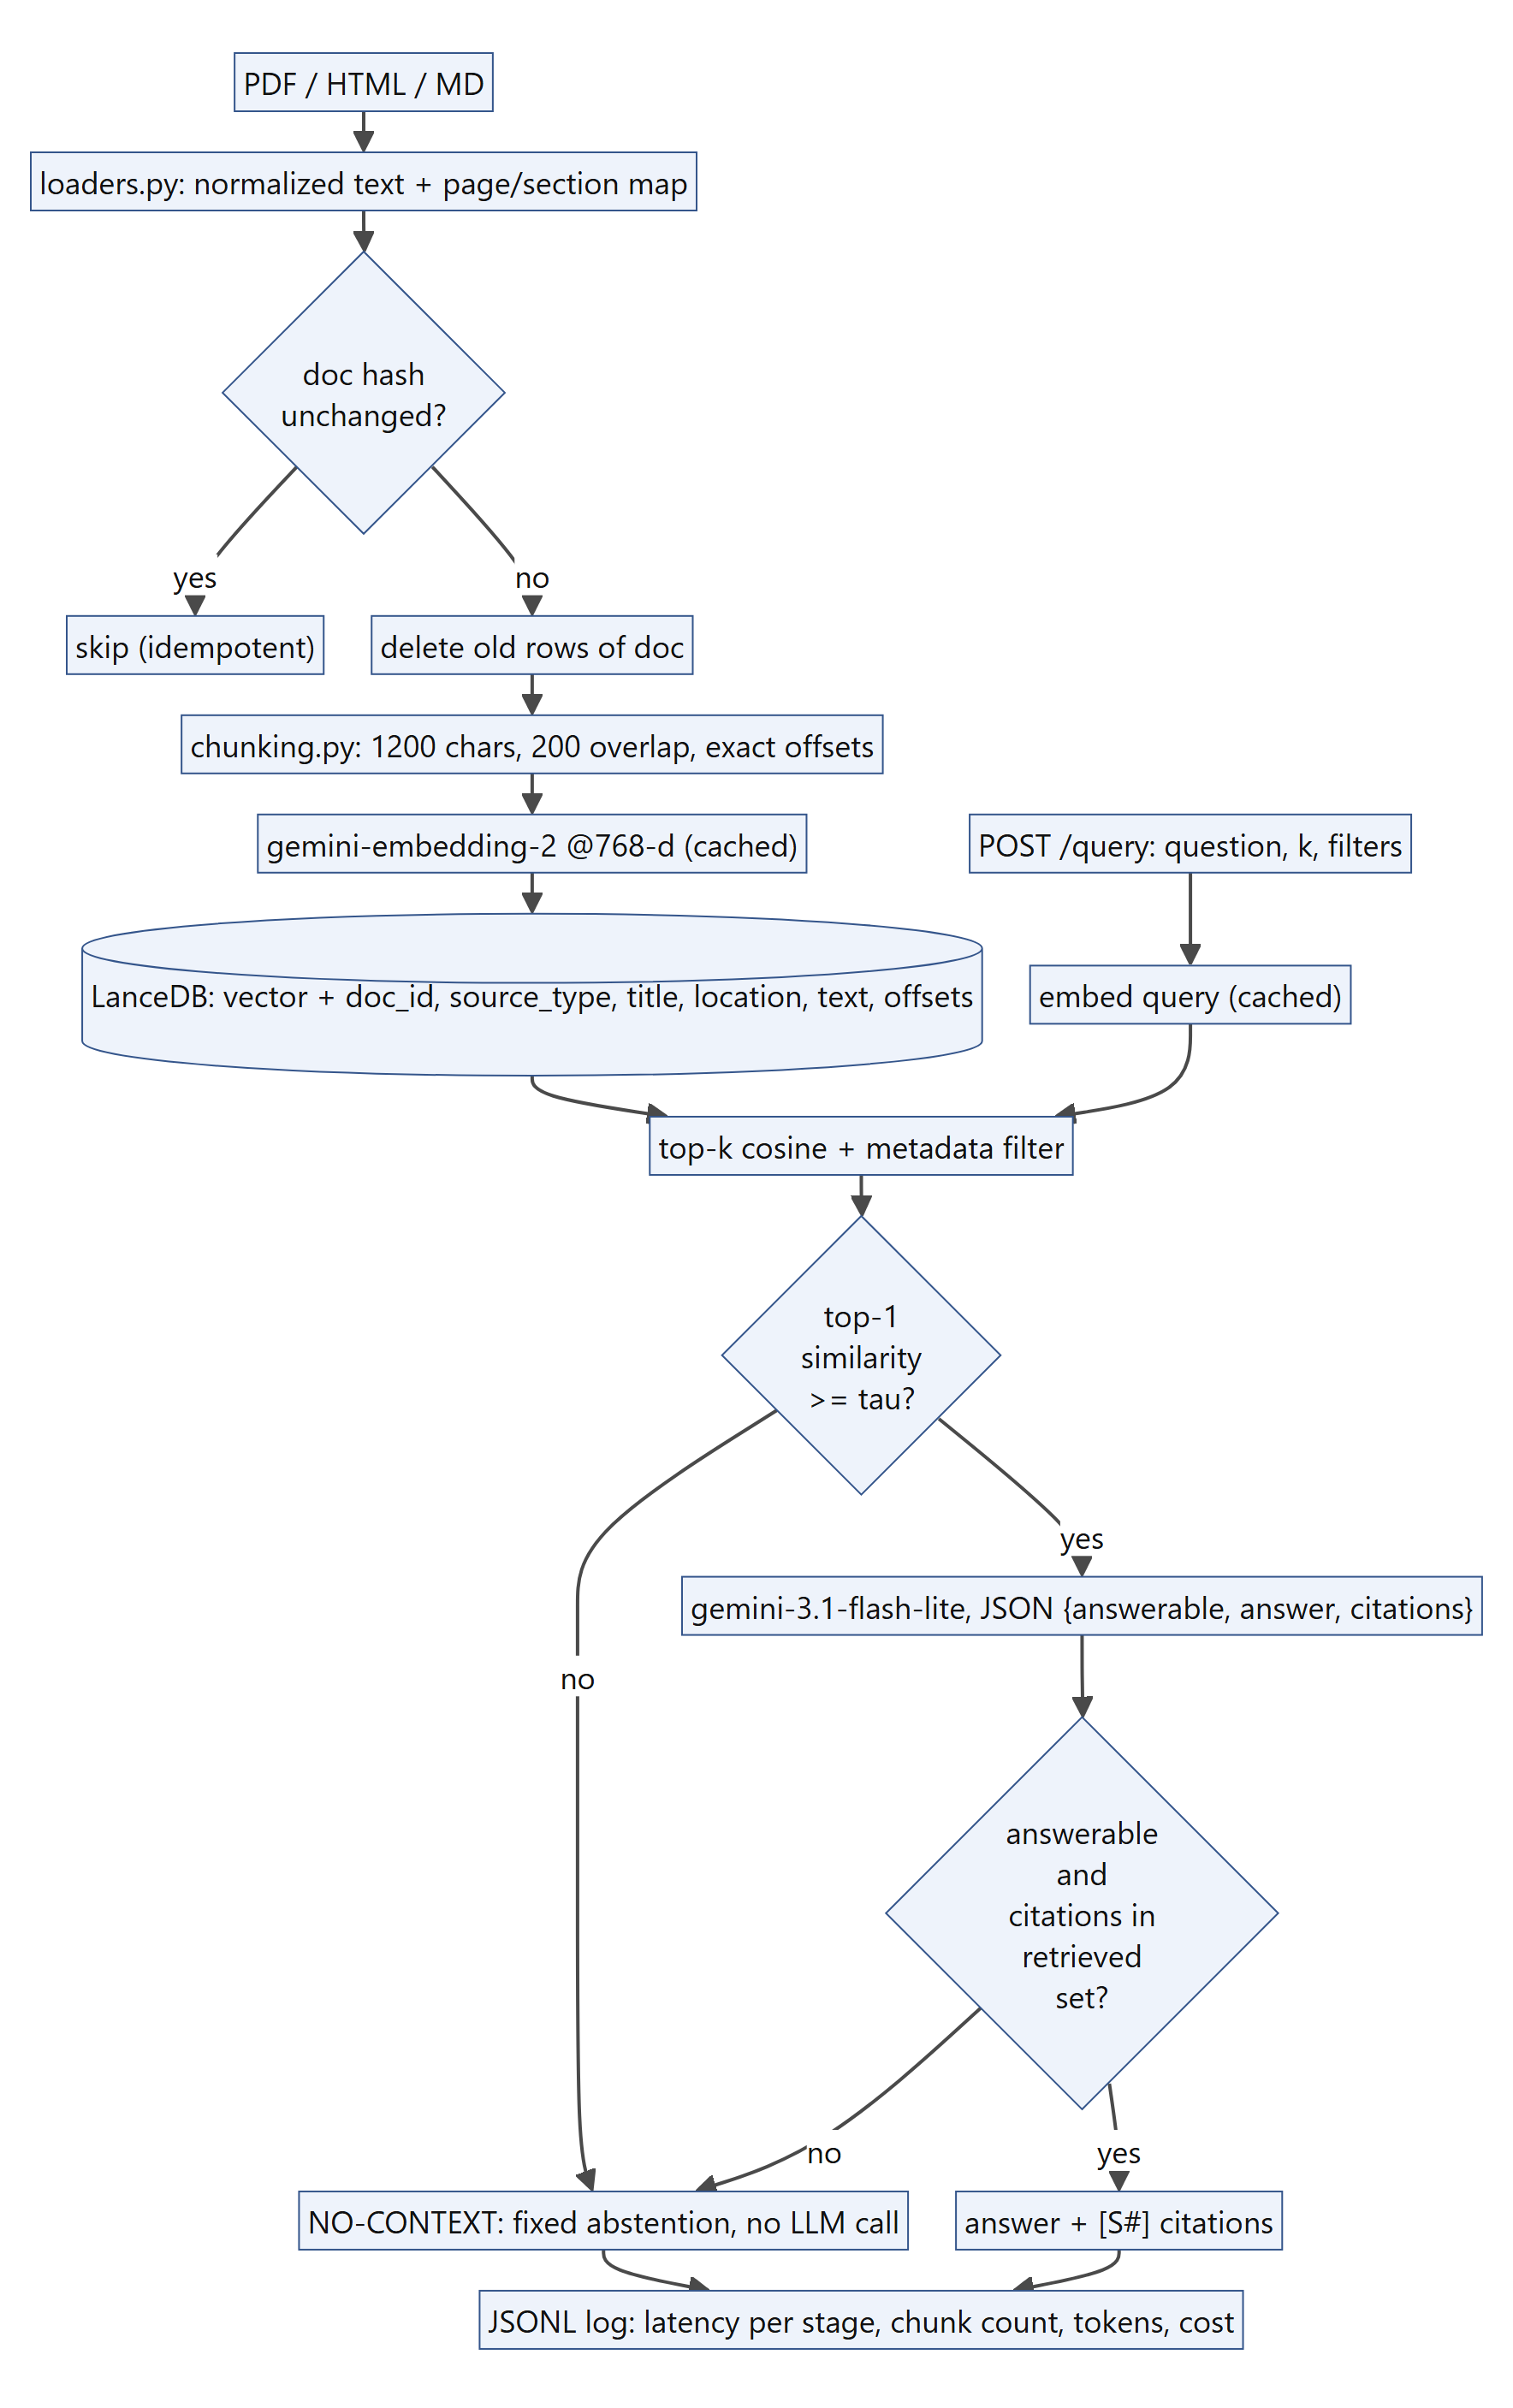 PDF / HTML / MD
loaders.py: normalized text + page/section map
doc hash
unchanged?
yes
no
skip (idempotent)
delete old rows of doc
chunking.py: 1200 chars, 200 overlap, exact offsets
gemini-embedding-2 @768-d (cached)
POST /query: question, k, filters
LanceDB: vector + doc_id, source_type, title, location, text, offsets
embed query (cached)
top-k cosine + metadata filter
top-1
similarity
>= tau?
yes
gemini-3.1-flash-lite, JSON {answerable, answer, citations}
no
answerable
and
citations in
retrieved
set?
no
yes
NO-CONTEXT: fixed abstention, no LLM call
answer + [S#] citations
JSONL log: latency per stage, chunk count, tokens, cost